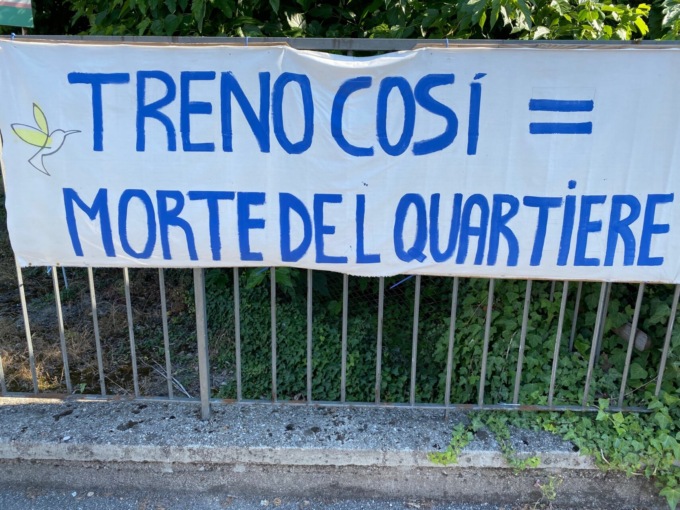 TRENO COSÍ =
MORTE DEL QUARTIERE